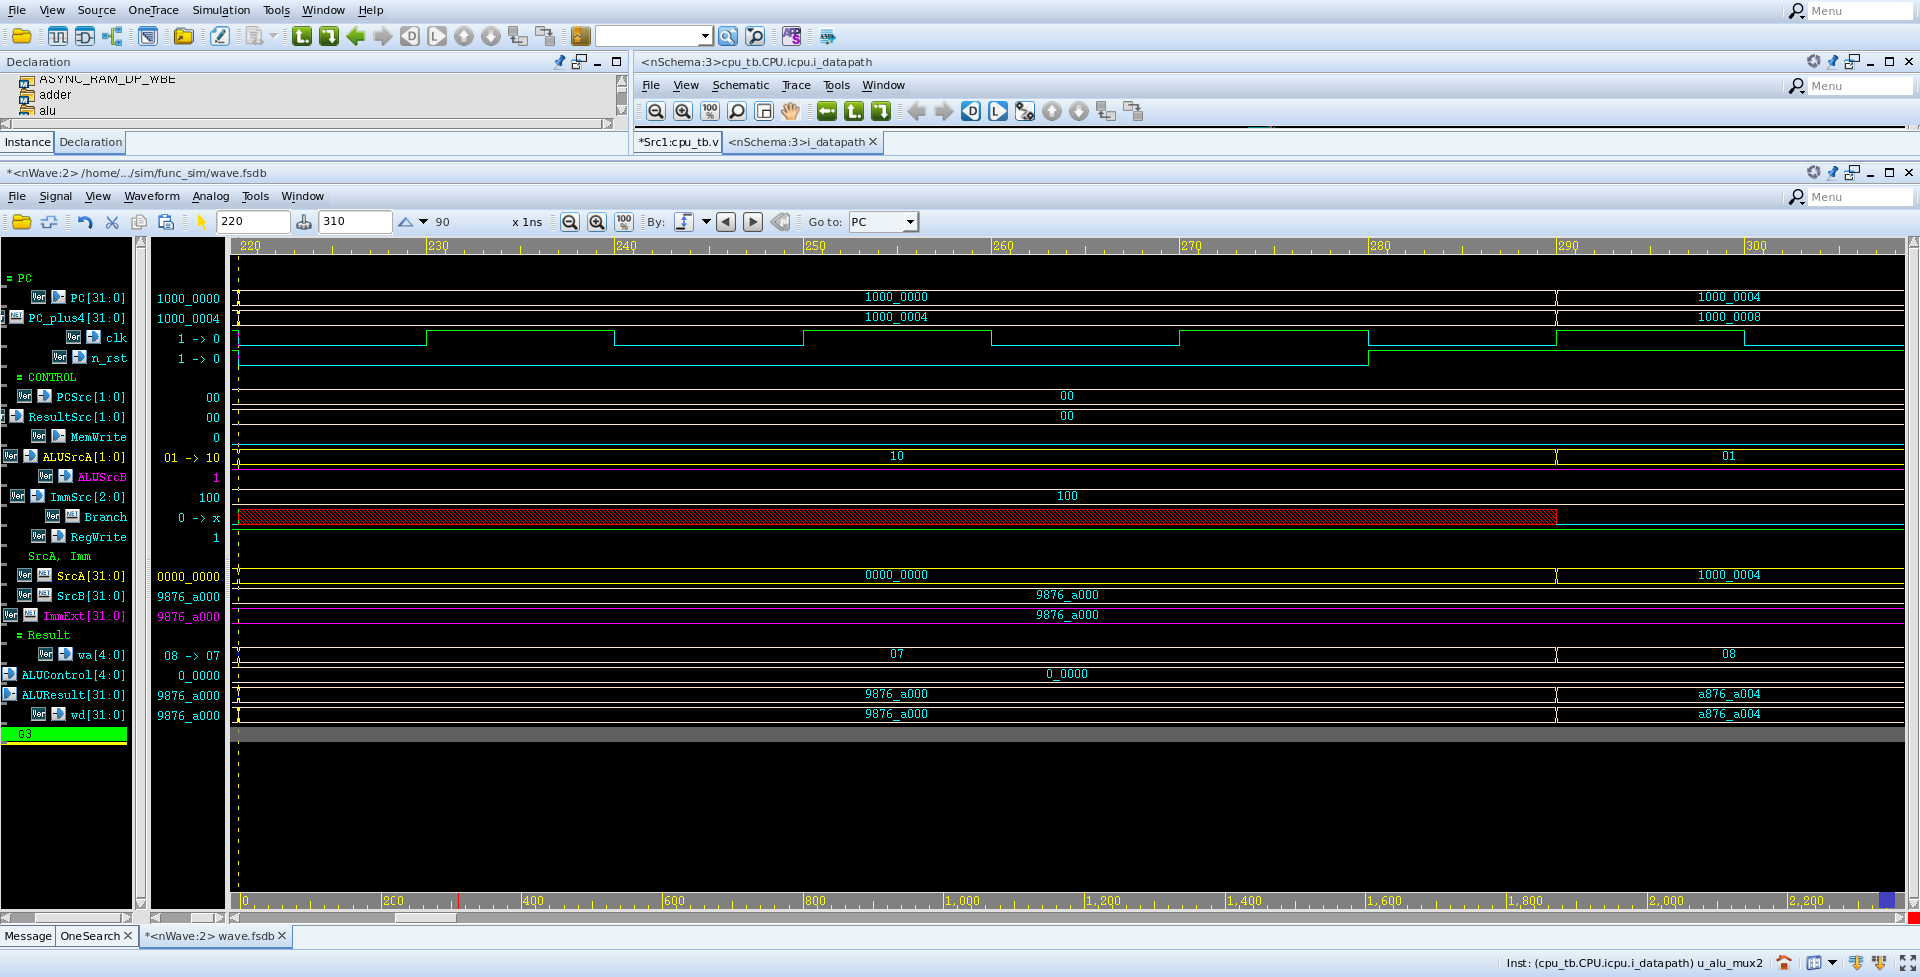 File View Source OneTrace Simulation Tools Window Help Menu
Declaration <nSchema:3>cpu_tb.CPU.icpu.i_datapath
ASYNC_RAM_DP_WBE
adder
alu
File View Schematic Trace Tools Window Menu
100 %
Instance Declaration *Src1:cpu_tb.v <nSchema:3>i_datapath
*<nWave:2> /home/.../sim/func_sim/wave.fsdb
File Signal View Waveform Analog Tools Window Menu
220 310 90 x 1ns 100 % By: Go to: PC
220 230 240 250 260 270 280 290 300
= PC
PC[31:0] 1000_0000 1000_0000 1000_0004
PC_plus4[31:0] 1000_0004 1000_0004 1000_0008
clk 1 -> 0
n_rst 1 -> 0
= CONTROL
PCSrc[1:0] 00 00
ResultSrc[1:0] 00 00
MemWrite 0
ALUSrcA[1:0] 01 -> 10 10 01
ALUSrcB 1
ImmSrc[2:0] 100 100
Branch 0 -> x
RegWrite 1
SrcA, Imm
SrcA[31:0] 0000_0000 0000_0000 1000_0004
SrcB[31:0] 9876_a000 9876_a000
ImmExt[31:0] 9876_a000 9876_a000
= Result
wa[4:0] 08 -> 07 07 08
ALUControl[4:0] 0_0000 0_0000
ALUResult[31:0] 9876_a000 9876_a000 a876_a004
wd[31:0] 9876_a000 9876_a000 a876_a004
G3
0 200 400 600 800 1,000 1,200 1,400 1,600 1,800 2,000 2,200
Message OneSearch *<nWave:2> wave.fsdb
Inst: (cpu_tb.CPU.icpu.i_datapath) u_alu_mux2